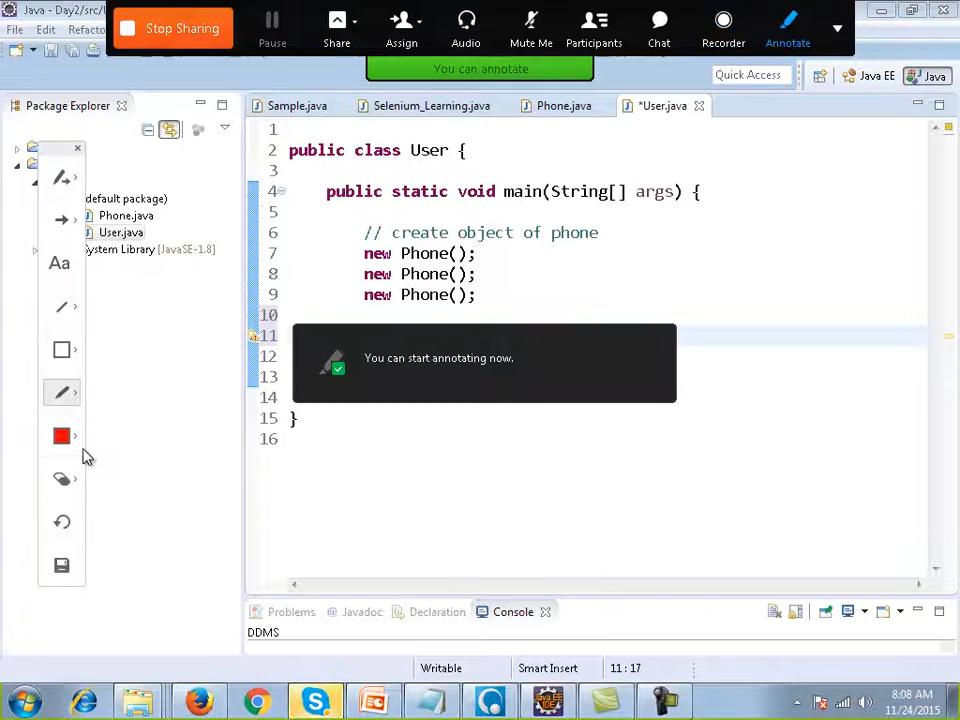 Java - Day2/src/U
Stop Sharing
Pause
Share
Assign
Audio
Mute Me
Participants
Chat
Recorder
Annotate
You can annotate
File Edit Refacto
Quick Access
Java EE
Java
Package Explorer
Sample.java
Selenium_Learning.java
Phone.java
*User.java
default package)
Phone.java
User.java
System Library [JavaSE-1.8]
Aa
1
2 public class User {
3
4 public static void main(String[] args) {
5
6 // create object of phone
7 new Phone();
8 new Phone();
9 new Phone();
10
11
12
13
14
15 }
16
You can start annotating now.
Problems
@ Javadoc
Declaration
Console
DDMS
Writable
Smart Insert
11 : 17
8:08 AM
11/24/2015